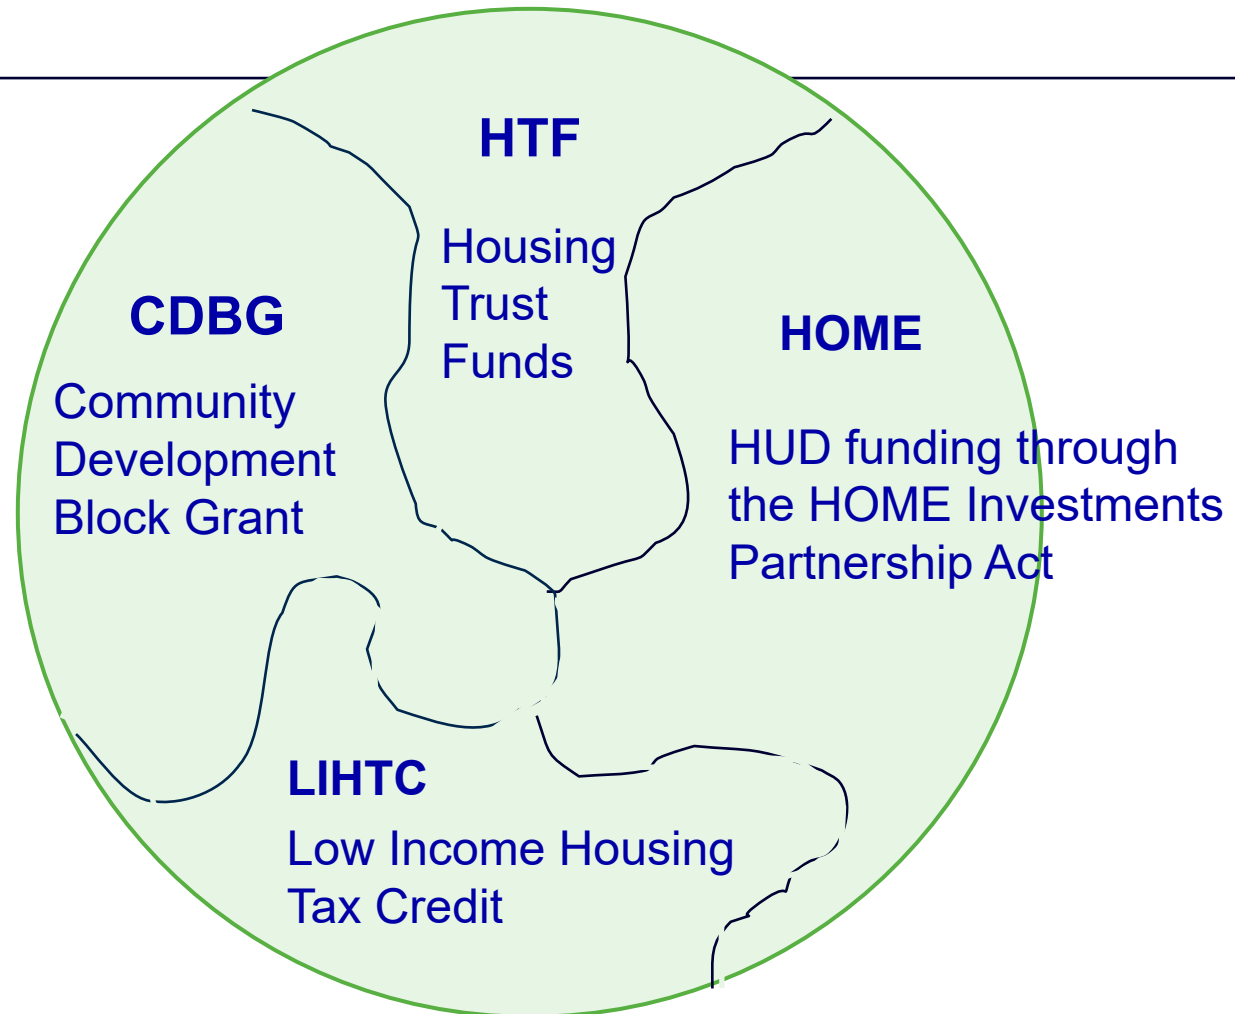 HTF
Housing
Trust
Funds
CDBG
Community
Development
Block Grant
HOME
HUD funding through
the HOME Investments
Partnership Act
LIHTC
Low Income Housing
Tax Credit